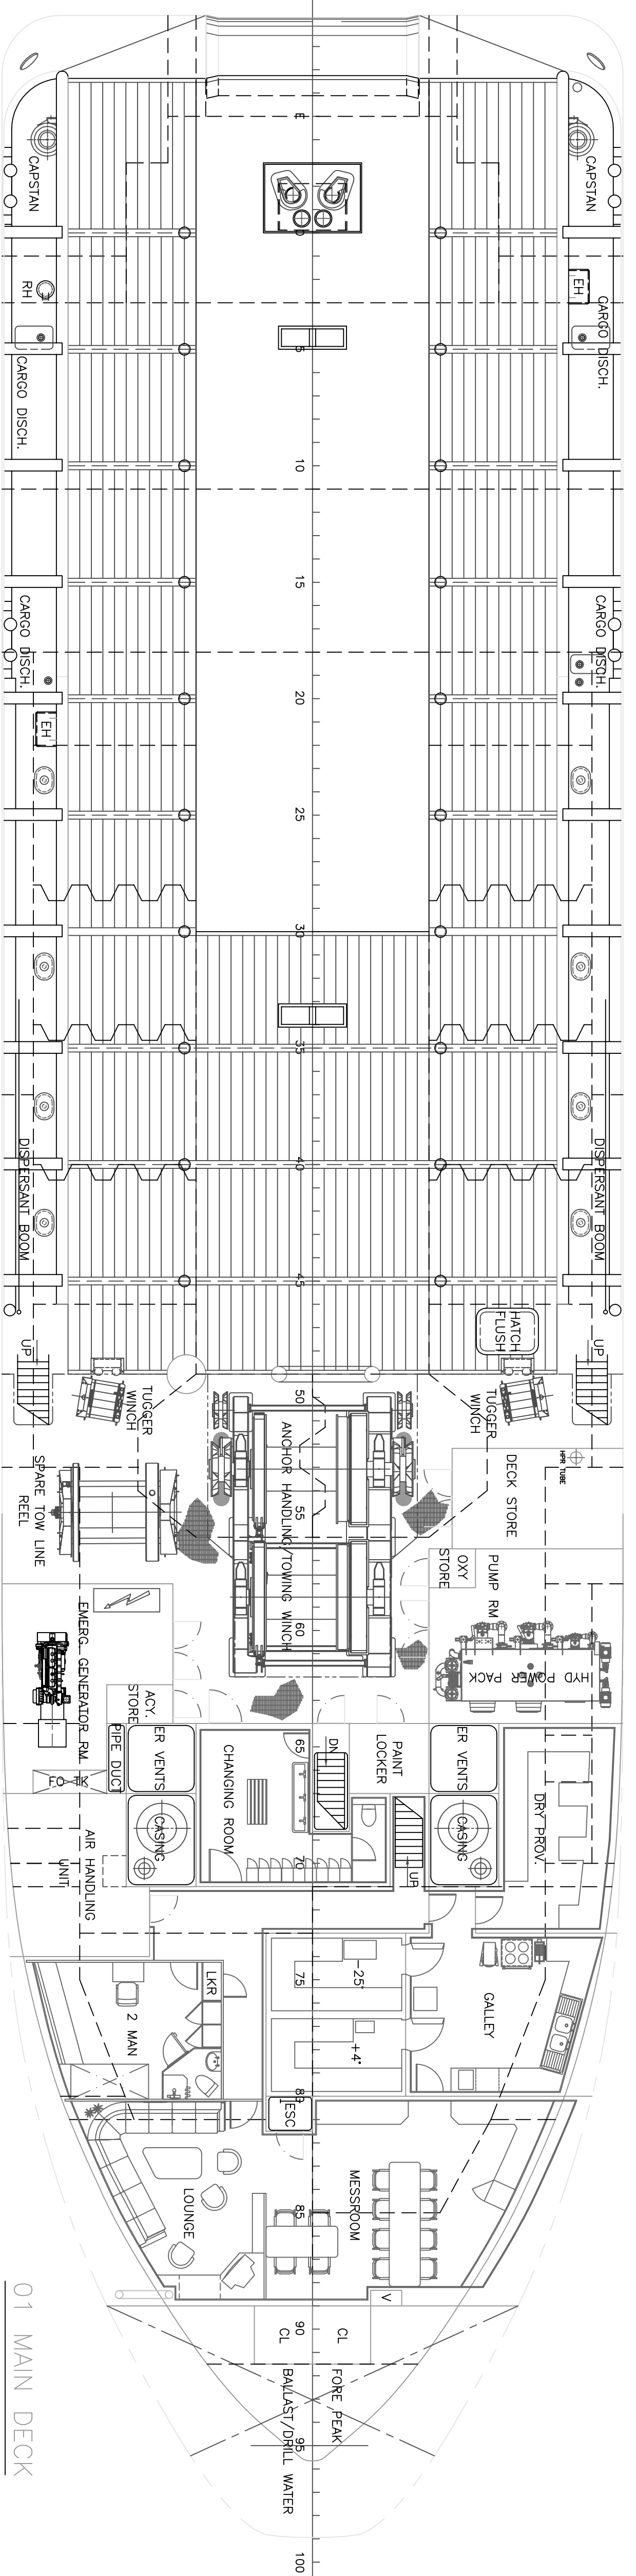 E
CAPSTAN
CAPSTAN
D
RH
EH
CARGO DISCH.
CARGO DISCH.
5
10
15
CARGO DISCH.
CARGO DISCH.
20
EH
25
30
35
40
DISPERSANT BOOM
DISPERSANT BOOM
45
HATCH
FLUSH
UP
UP
TUGGER
WINCH
TUGGER
WINCH
50
ANCHOR HANDLING/TOWING WINCH
55
60
SPARE TOW LINE
REEL
DECK STORE
HPR TUBE
OXY
STORE
PUMP RM
HYD POWER PACK
EMERG. GENERATOR RM.
ACY.
STORE
PIPE DUCT
FO-TK
ER VENTS
ER VENTS
CASING
CASING
CHANGING ROOM
65
DN
PAINT
LOCKER
UP
70
DRY PROV.
AIR HANDLING
UNIT
LKR
2 MAN
75
-25°
+4°
GALLEY
80
ESC
LOUNGE
85
MESSROOM
V
90
CL
CL
FORE PEAK
BALLAST/DRILL WATER
95
100
01 MAIN DECK